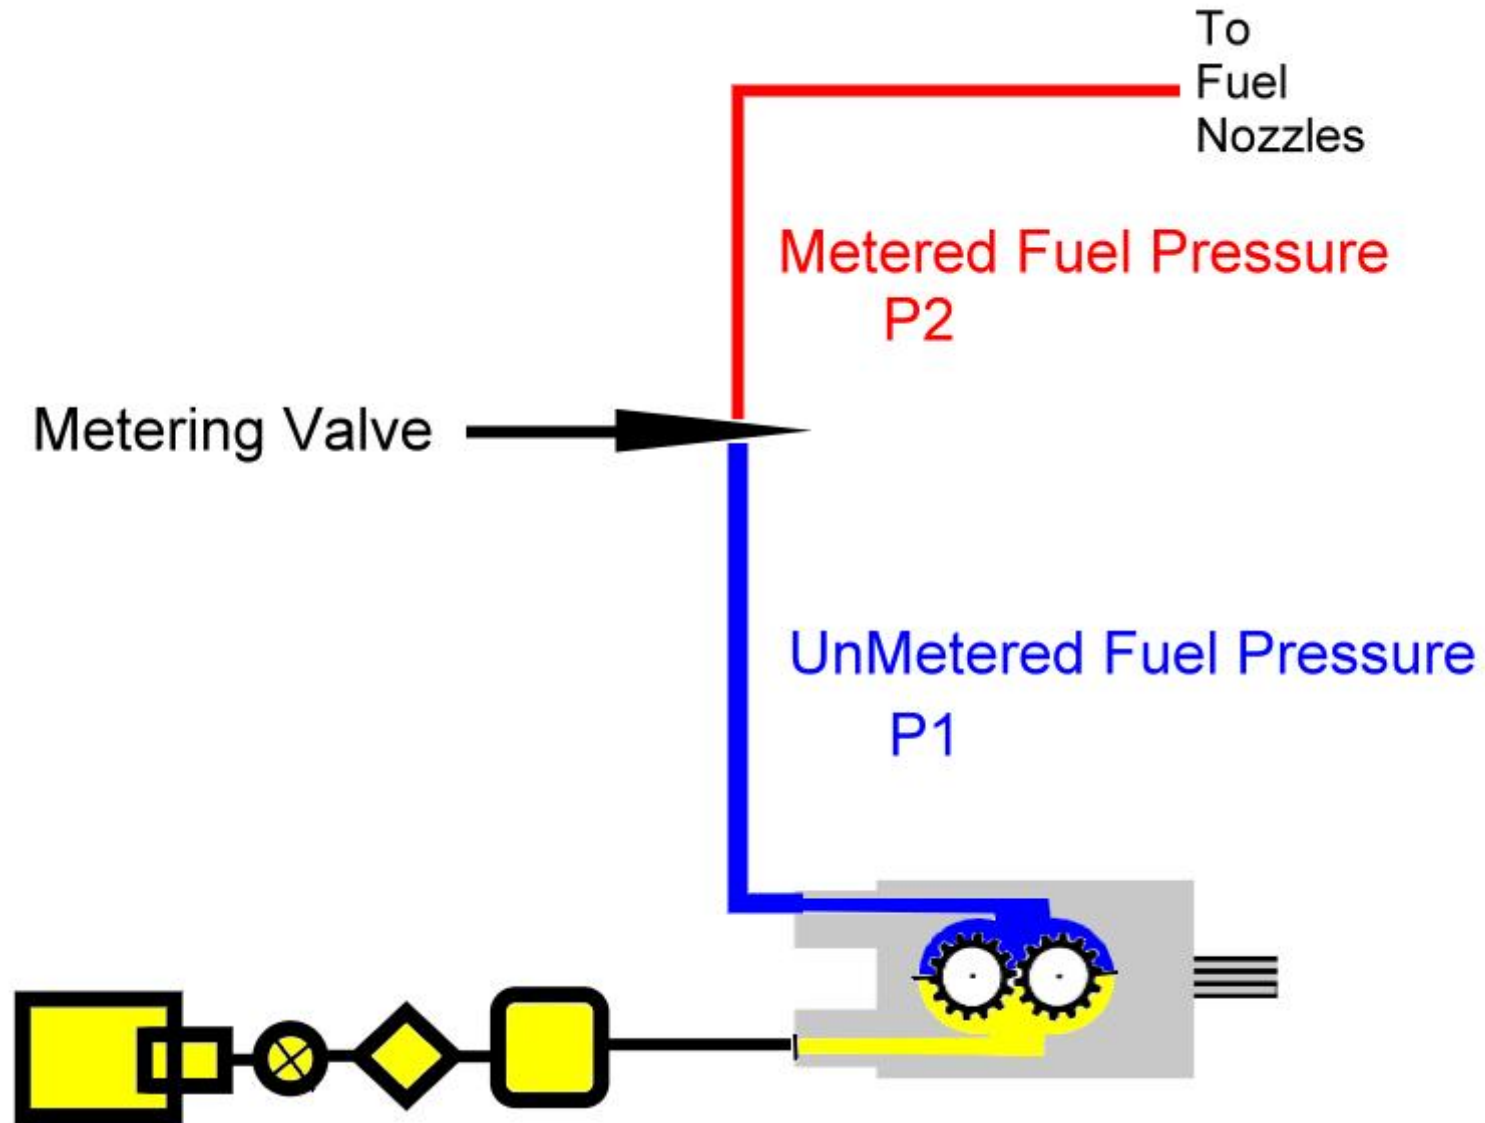 To
Fuel
Nozzles
Metered Fuel Pressure
P2
Metering Valve
UnMetered Fuel Pressure
P1